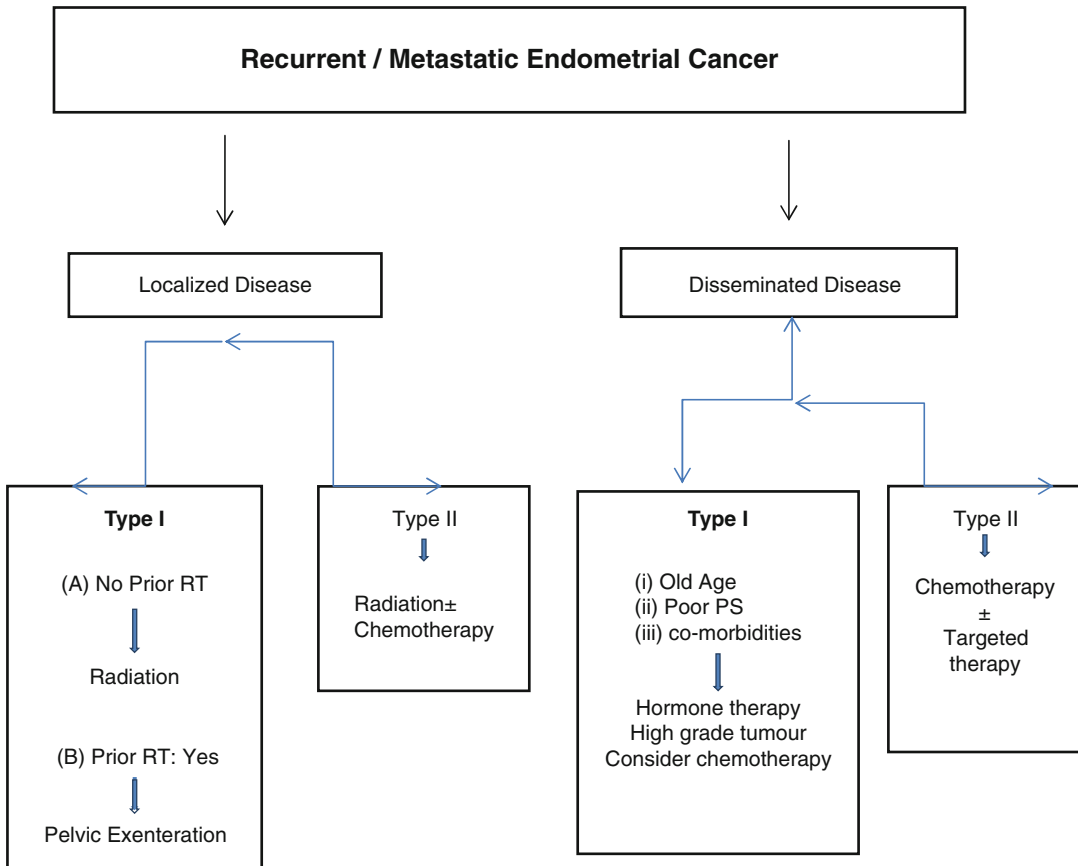 Recurrent / Metastatic Endometrial Cancer
Localized Disease
Disseminated Disease
Type I
(A) No Prior RT
Radiation
(B) Prior RT: Yes
Pelvic Exenteration
Type II
Radiation±
Chemotherapy
Type I
(i) Old Age
(ii) Poor PS
(iii) co-morbidities
Hormone therapy
High grade tumour
Consider chemotherapy
Type II
Chemotherapy
±
Targeted
therapy